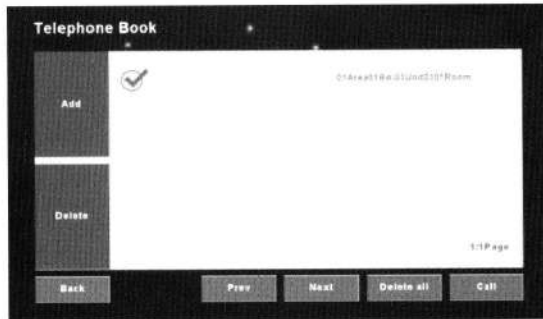 Telephone Book
Add
Delete
1:1Page
Back Prev Next Delete all Call